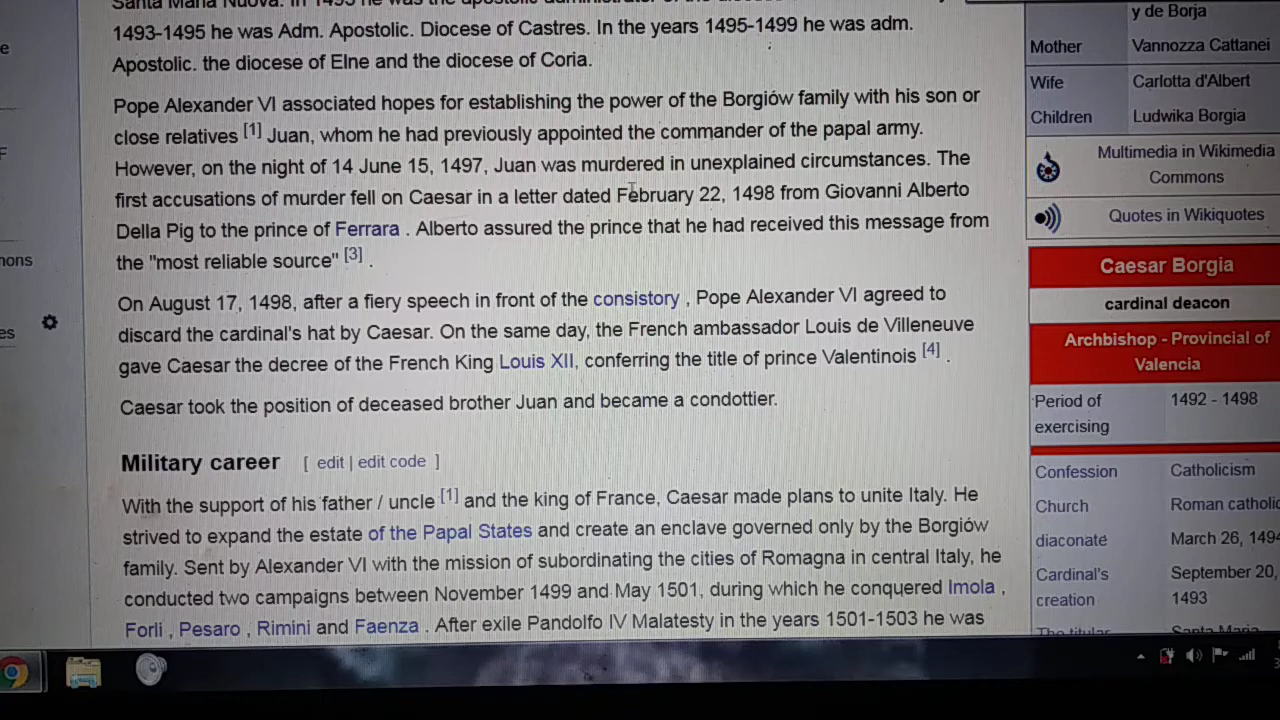 1493-1495 he was Adm. Apostolic. Diocese of Castres. In the years 1495-1499 he was adm.
Apostolic. the diocese of Elne and the diocese of Coria.
Pope Alexander VI associated hopes for establishing the power of the Borgiów family with his son or
close relatives [1] Juan, whom he had previously appointed the commander of the papal army.
However, on the night of 14 June 15, 1497, Juan was murdered in unexplained circumstances. The
first accusations of murder fell on Caesar in a letter dated February 22, 1498 from Giovanni Alberto
Della Pig to the prince of Ferrara . Alberto assured the prince that he had received this message from
the "most reliable source" [3] .
On August 17, 1498, after a fiery speech in front of the consistory , Pope Alexander VI agreed to
discard the cardinal's hat by Caesar. On the same day, the French ambassador Louis de Villeneuve
gave Caesar the decree of the French King Louis XII, conferring the title of prince Valentinois [4] .
Caesar took the position of deceased brother Juan and became a condottier.
Military career [ edit | edit code ]
With the support of his father / uncle [1] and the king of France, Caesar made plans to unite Italy. He
strived to expand the estate of the Papal States and create an enclave governed only by the Borgiów
family. Sent by Alexander VI with the mission of subordinating the cities of Romagna in central Italy, he
conducted two campaigns between November 1499 and May 1501, during which he conquered Imola ,
Forli , Pesaro , Rimini and Faenza . After exile Pandolfo IV Malatesty in the years 1501-1503 he was
y de Borja
Mother Vannozza Cattanei
Wife Carlotta d'Albert
Children Ludwika Borgia
Multimedia in Wikimedia
Commons
Quotes in Wikiquotes
Caesar Borgia
cardinal deacon
Archbishop - Provincial of
Valencia
Period of 1492 - 1498
exercising
Confession Catholicism
Church Roman
diaconate March 26,
Cardinal's September 20,
creation 1493